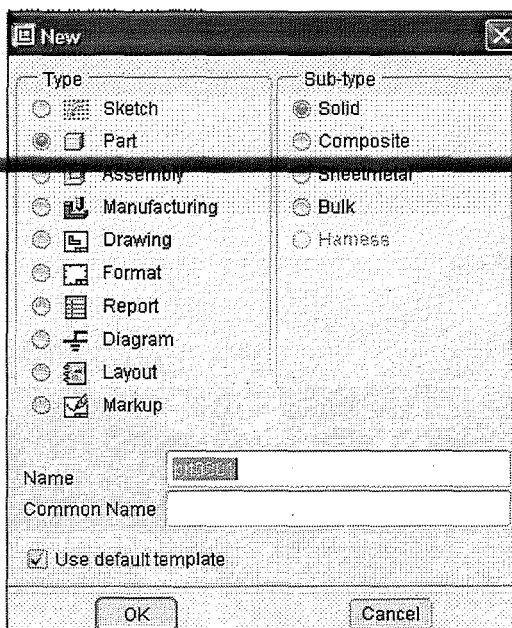 New
Type
Sketch
Part
Assembly
Manufacturing
Drawing
Format
Report
Diagram
Layout
Markup
Sub-type
Solid
Composite
Sheetmetal
Bulk
Harness
Name
Common Name
Use default template
OK
Cancel